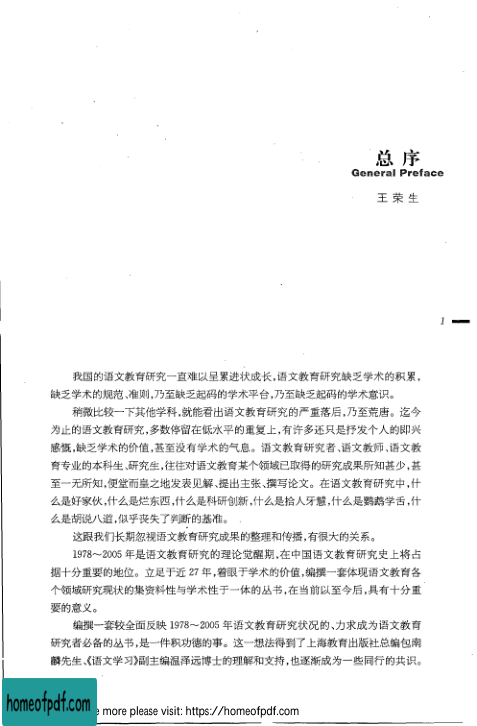 总 序
General Preface
王 荣 生
1
我国的语文教育研究一直难以呈累进状成长,语文教育研究缺乏学术的积累,
缺乏学术的规范、准则,乃至缺乏起码的学术平台,乃至缺乏起码的学术意识。
稍微比较一下其他学科,就能看出语文教育研究的严重落后,乃至荒唐。迄今
为止的语文教育研究,多数停留在低水平的重复上,有许多还只是抒发个人的即兴
感慨,缺乏学术的价值,甚至没有学术的气息。语文教育研究者、语文教师、语文教
育专业的本科生、研究生,往往对语文教育某个领域已取得的研究成果所知甚少,甚
至一无所知,便堂而皇之地发表见解、提出主张、撰写论文。在语文教育研究中,什
么是好家伙,什么是烂东西,什么是科研创新,什么是拾人牙慧,什么是鹦鹉学舌,什
么是胡说八道,似乎丧失了判断的基准。
这跟我们长期忽视语文教育研究成果的整理和传播,有很大的关系。
1978～2005 年是语文教育研究的理论觉醒期,在中国语文教育研究史上将占
据十分重要的地位。立足于近 27 年,着眼于学术的价值,编撰一套体现语文教育各
个领域研究现状的集资料性与学术性于一体的丛书,在当前以至今后,具有十分重
要的意义。
编撰一套较全面反映 1978～2005 年语文教育研究状况的、力求成为语文教育
研究者必备的丛书,是一件积功德的事。这一想法得到了上海教育出版社总编包南
麟先生、《语文学习》副主编温泽远博士的理解和支持,也逐渐成为一些同行的共识。
homeofpdf.com
e more please visit: https://homeofpdf.com